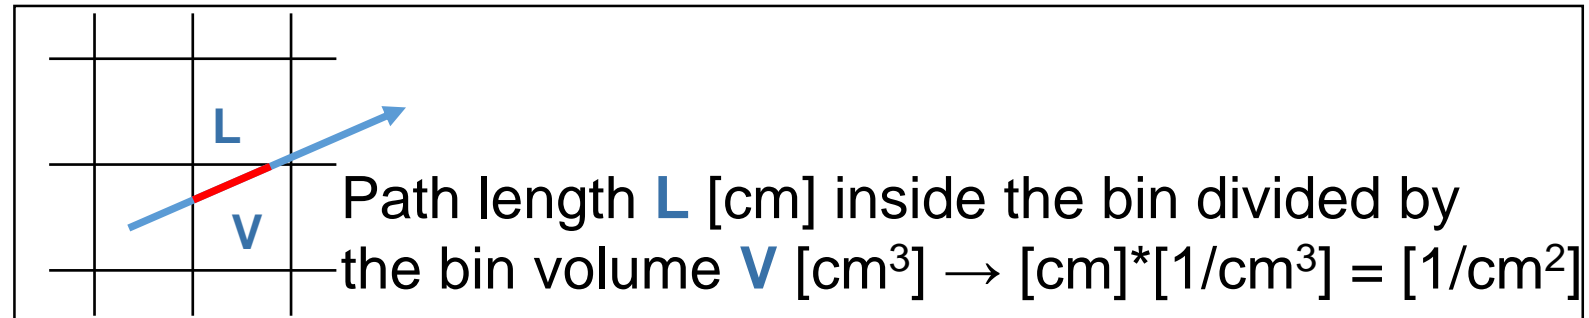 L
V
Path length L [cm] inside the bin divided by
the bin volume V [cm³] → [cm]*[1/cm³] = [1/cm²]